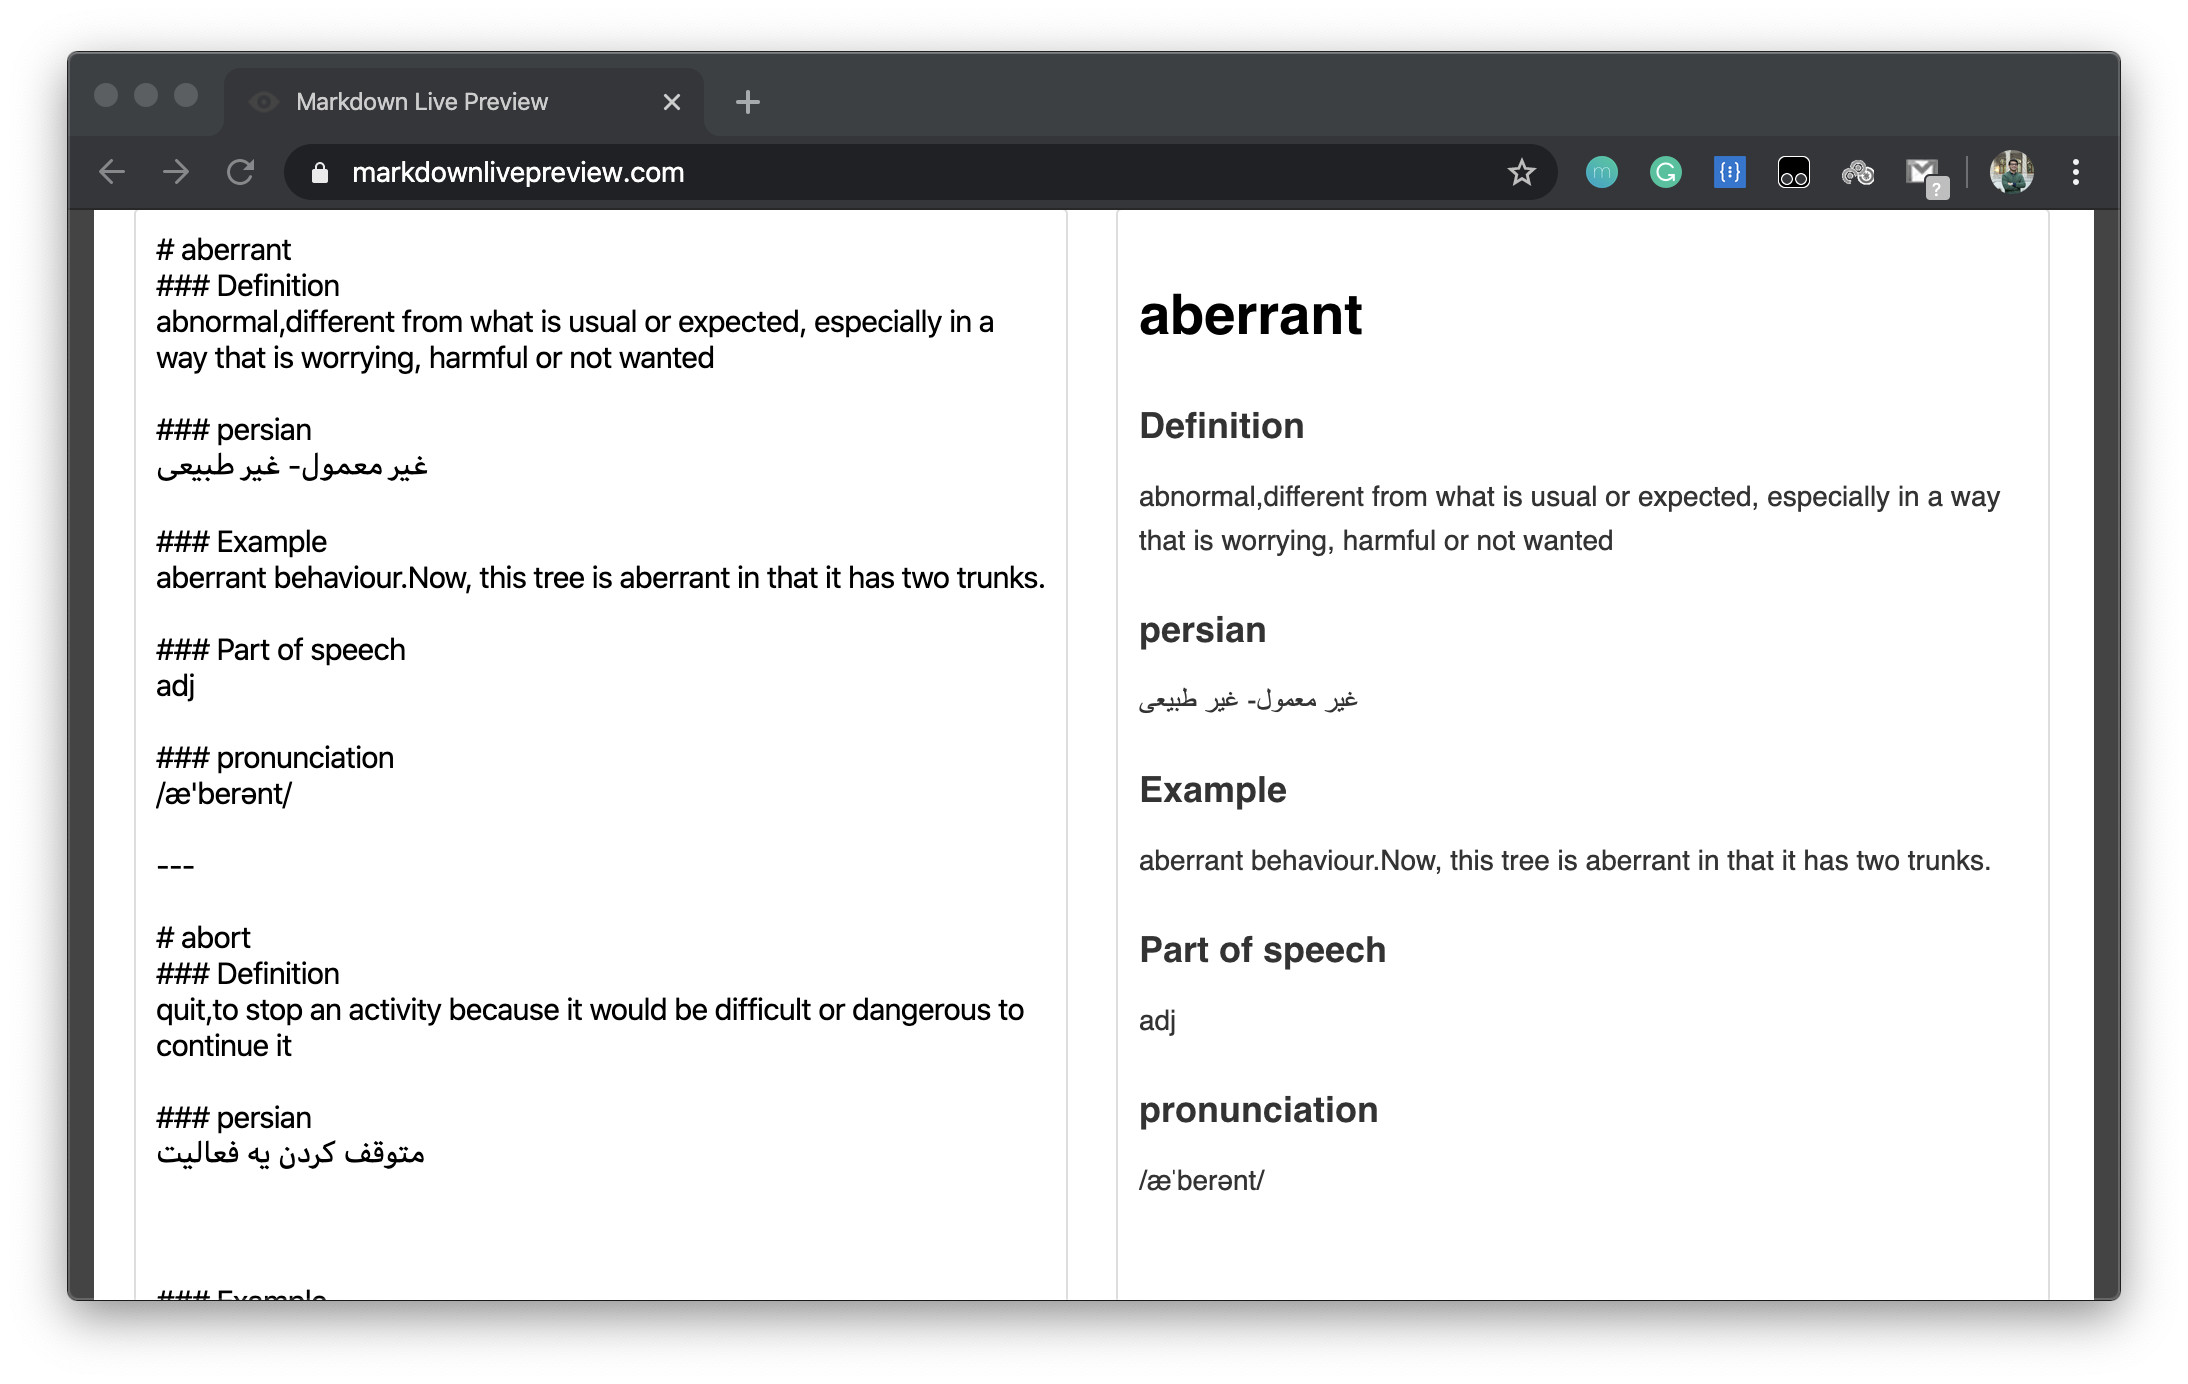 Markdown Live Preview
markdownlivepreview.com
# aberrant
### Definition
abnormal,different from what is usual or expected, especially in a
way that is worrying, harmful or not wanted
### persian
غیر معمول- غیر طبیعی
### Example
aberrant behaviour.Now, this tree is aberrant in that it has two trunks.
### Part of speech
adj
### pronunciation
/æ'berənt/
---
# abort
### Definition
quit,to stop an activity because it would be difficult or dangerous to
continue it
### persian
متوقف کردن یه فعالیت
### Example
aberrant
Definition
abnormal,different from what is usual or expected, especially in a way
that is worrying, harmful or not wanted
persian
غیر معمول- غیر طبیعی
Example
aberrant behaviour.Now, this tree is aberrant in that it has two trunks.
Part of speech
adj
pronunciation
/æ'berənt/